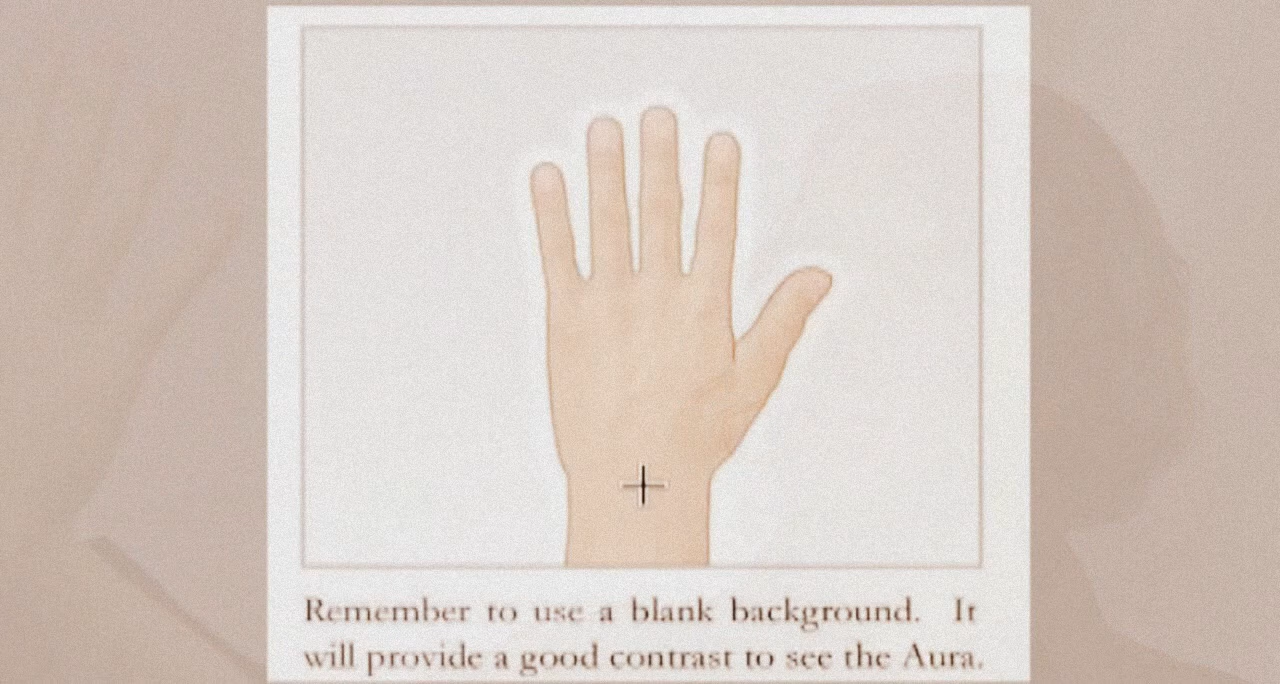 Remember to use a blank background. It
will provide a good contrast to see the Aura.